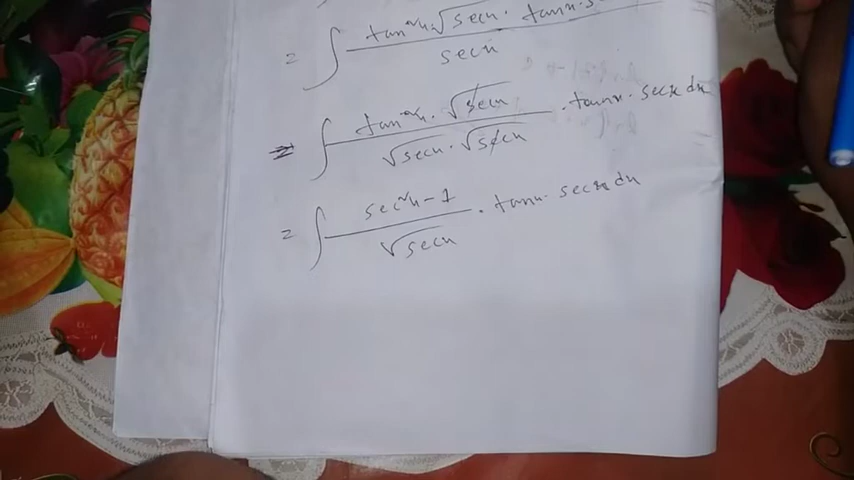 = ∫ tan²x √secx · tanx · s / secx
= ∫ tan²x · √secx / √secx · √secx · tanx · secx dx
= ∫ sec²x - 1 / √secx · tanx · secx dx